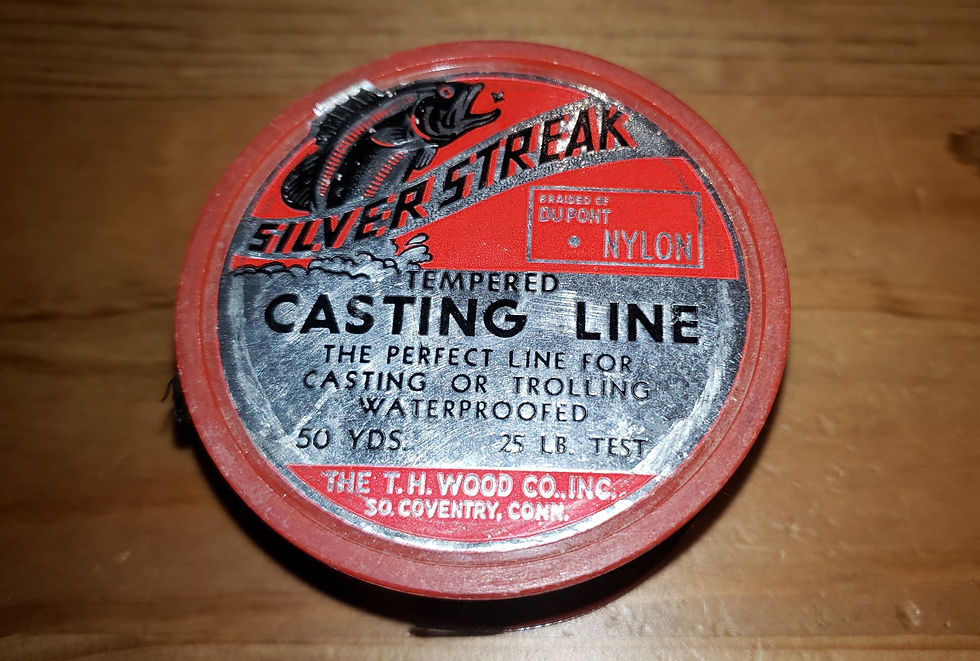 SILVER STREAK
BRAIDED OF
DU PONT
NYLON
TEMPERED
CASTING LINE
THE PERFECT LINE FOR
CASTING OR TROLLING
WATERPROOFED
50 YDS. 25 LB. TEST
THE T.H. WOOD CO., INC.
SO. COVENTRY, CONN.